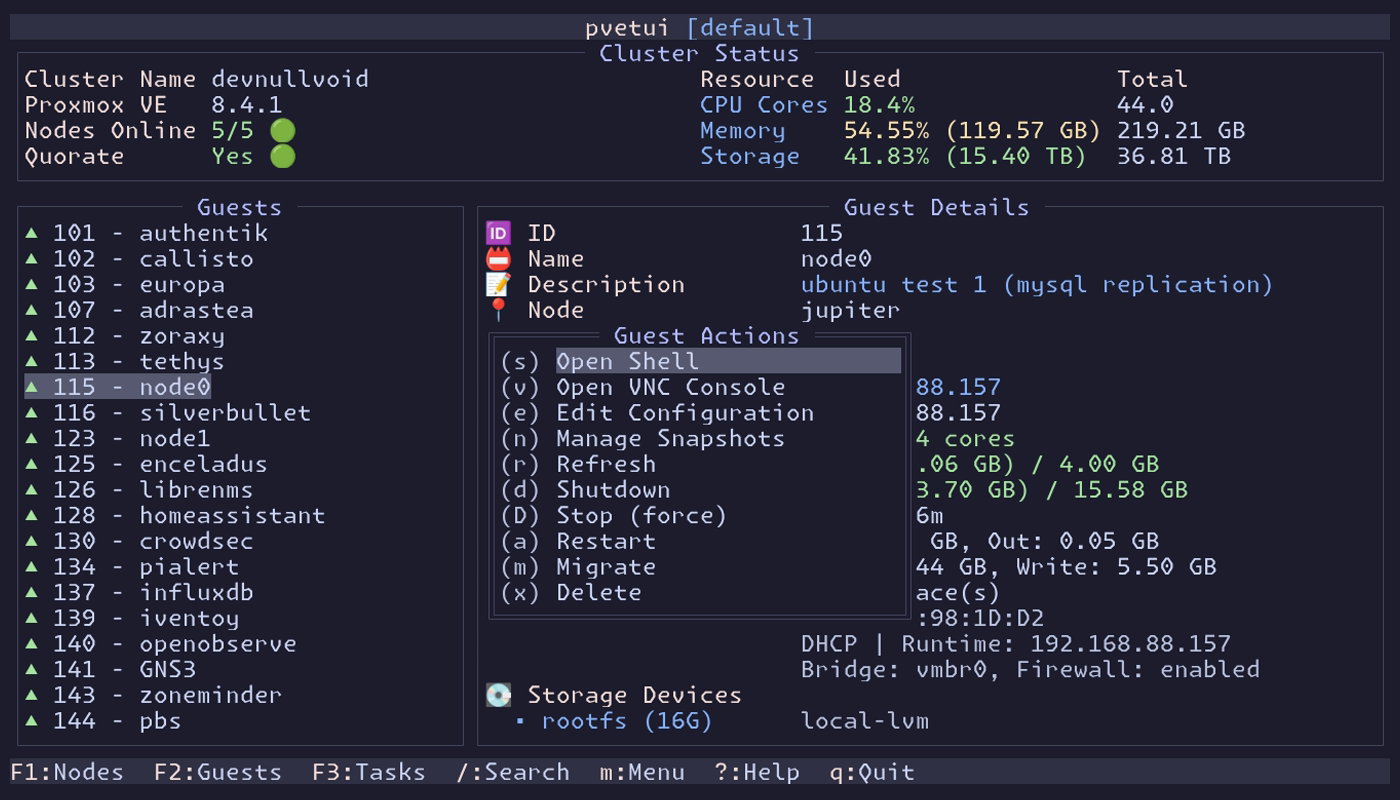 pvetui [default]
Cluster Status
Cluster Name devnullvoid
Proxmox VE 8.4.1
Nodes Online 5/5
Quorate Yes
Resource Used Total
CPU Cores 18.4% 44.0
Memory 54.55% (119.57 GB) 219.21 GB
Storage 41.83% (15.40 TB) 36.81 TB
Guests
101 - authentik
102 - callisto
103 - europa
107 - adrastea
112 - zoraxy
113 - tethys
115 - node0
116 - silverbullet
123 - node1
125 - enceladus
126 - librenms
128 - homeassistant
130 - crowdsec
134 - pialert
137 - influxdb
139 - iventoy
140 - openobserve
141 - GNS3
143 - zoneminder
144 - pbs
Guest Details
🆔 ID 115
Name node0
Description ubuntu test 1 (mysql replication)
Node jupiter
Guest Actions
(s) Open Shell
(v) Open VNC Console
(e) Edit Configuration
(n) Manage Snapshots
(r) Refresh
(d) Shutdown
(D) Stop (force)
(a) Restart
(m) Migrate
(x) Delete
88.157
88.157
4 cores
.06 GB) / 4.00 GB
3.70 GB) / 15.58 GB
6m
GB, Out: 0.05 GB
44 GB, Write: 5.50 GB
ace(s)
:98:1D:D2
DHCP | Runtime: 192.168.88.157
Bridge: vmbr0, Firewall: enabled
Storage Devices
▪ rootfs (16G) local-lvm
F1:Nodes F2:Guests F3:Tasks /:Search m:Menu ?:Help q:Quit